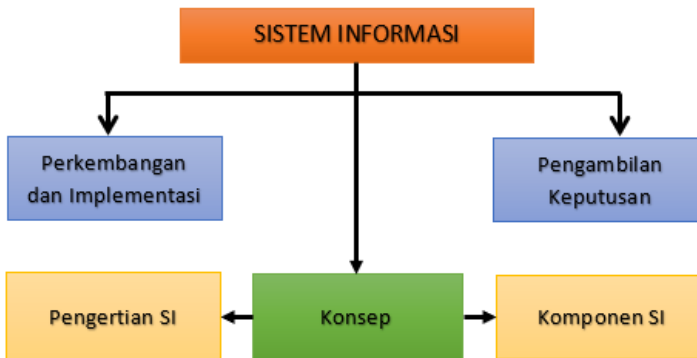 SISTEM INFORMASI
Perkembangan
dan Implementasi
Pengambilan
Keputusan
Pengertian SI
Konsep
Komponen SI